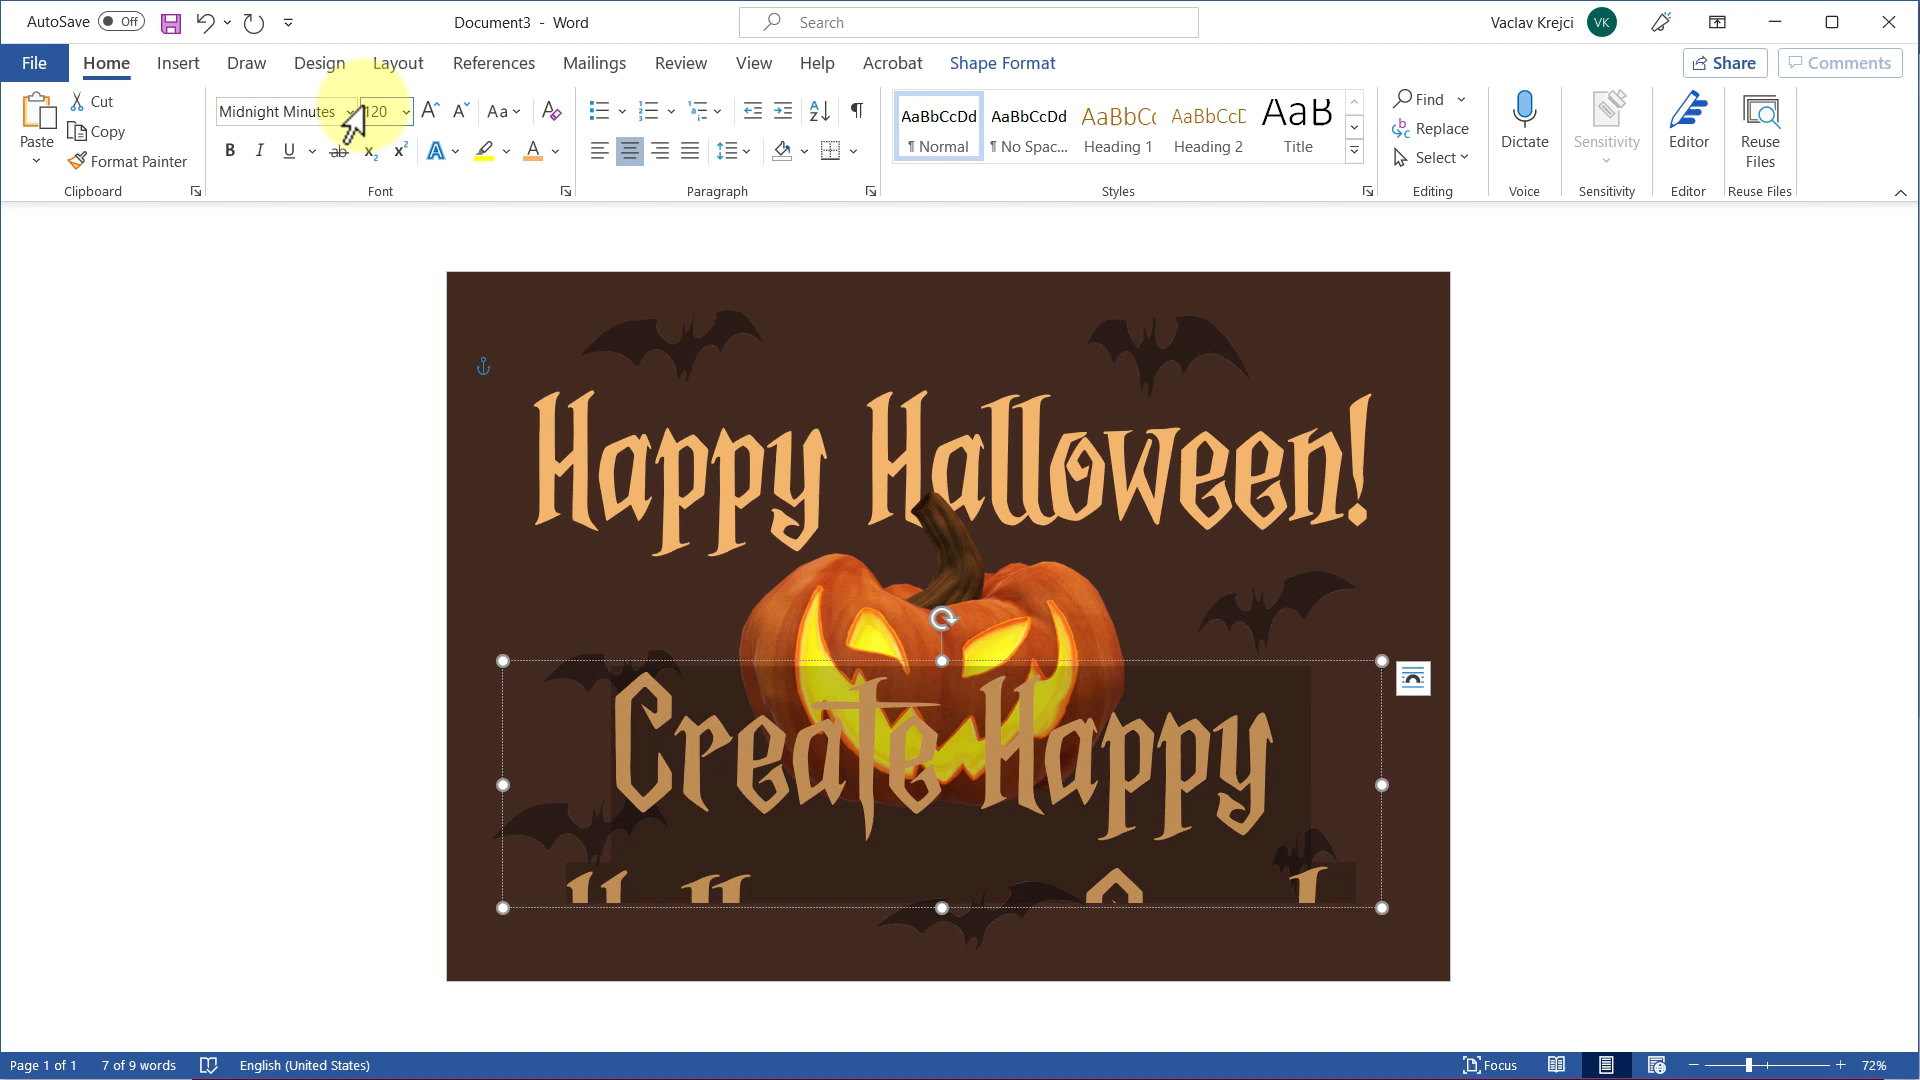 AutoSave Off Document3 - Word Search Vaclav Krejci VK
File Home Insert Draw Design Layout References Mailings Review View Help Acrobat Shape Format Share Comments
Paste
Cut
Copy
Format Painter
Clipboard
Midnight Minutes 120 A A Aa A
B I U ab x₂ x² A A
Font
A Z ¶
Paragraph
AaBbCcDd AaBbCcDd AaBbCc AaBbCcD AaB
¶ Normal ¶ No Spac... Heading 1 Heading 2 Title
Styles
Find
Replace
Select
Editing
Dictate
Voice
Sensitivity
Sensitivity
Editor
Editor
Reuse
Files
Reuse Files
Happy Halloween!
Create Happy
Page 1 of 1 7 of 9 words English (United States) Focus 72%